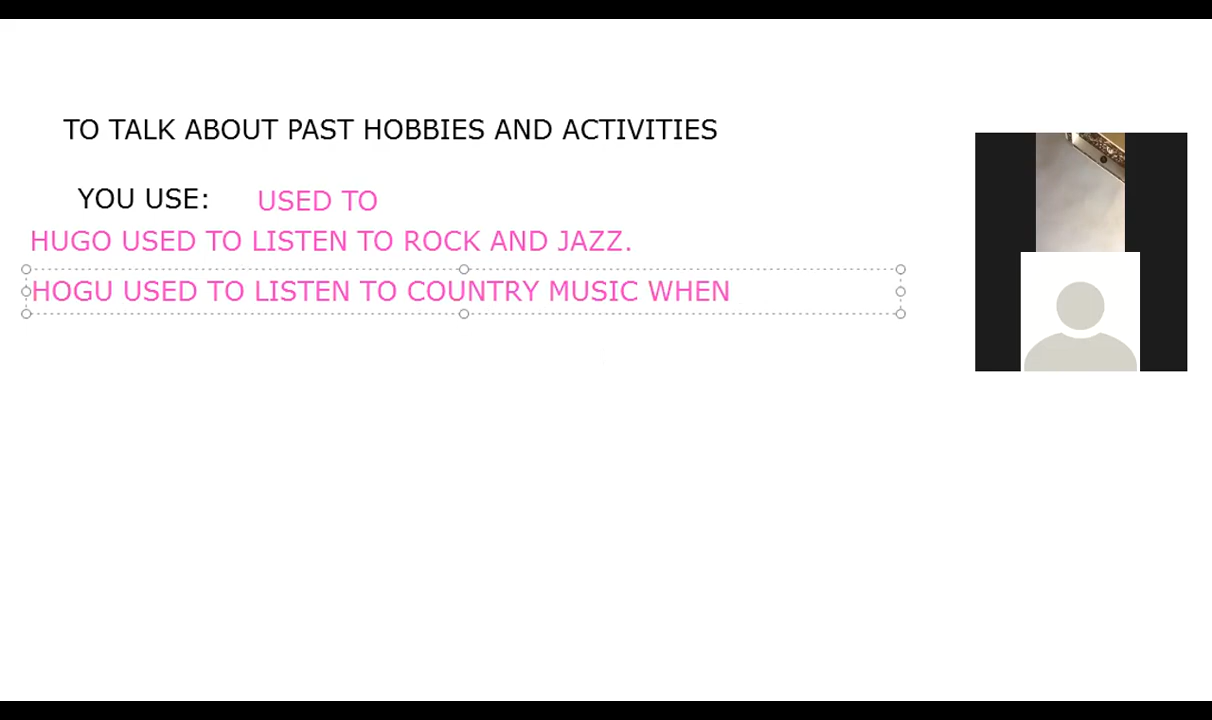 TO TALK ABOUT PAST HOBBIES AND ACTIVITIES
YOU USE: USED TO
HUGO USED TO LISTEN TO ROCK AND JAZZ.
HOGU USED TO LISTEN TO COUNTRY MUSIC WHEN